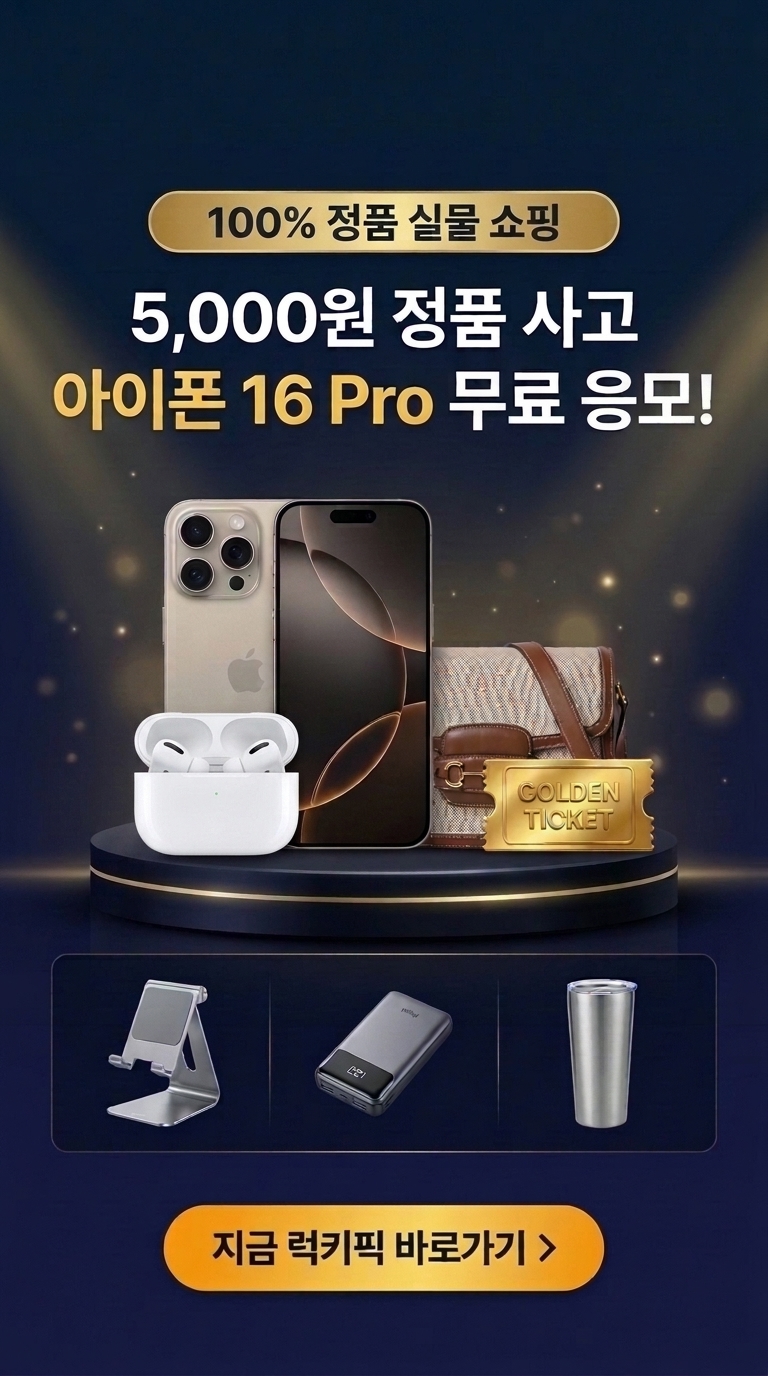 100% 정품 실물 쇼핑
5,000원 정품 사고
아이폰 16 Pro 무료 응모!
GOLDEN
TICKET
지금 럭키픽 바로가기 >